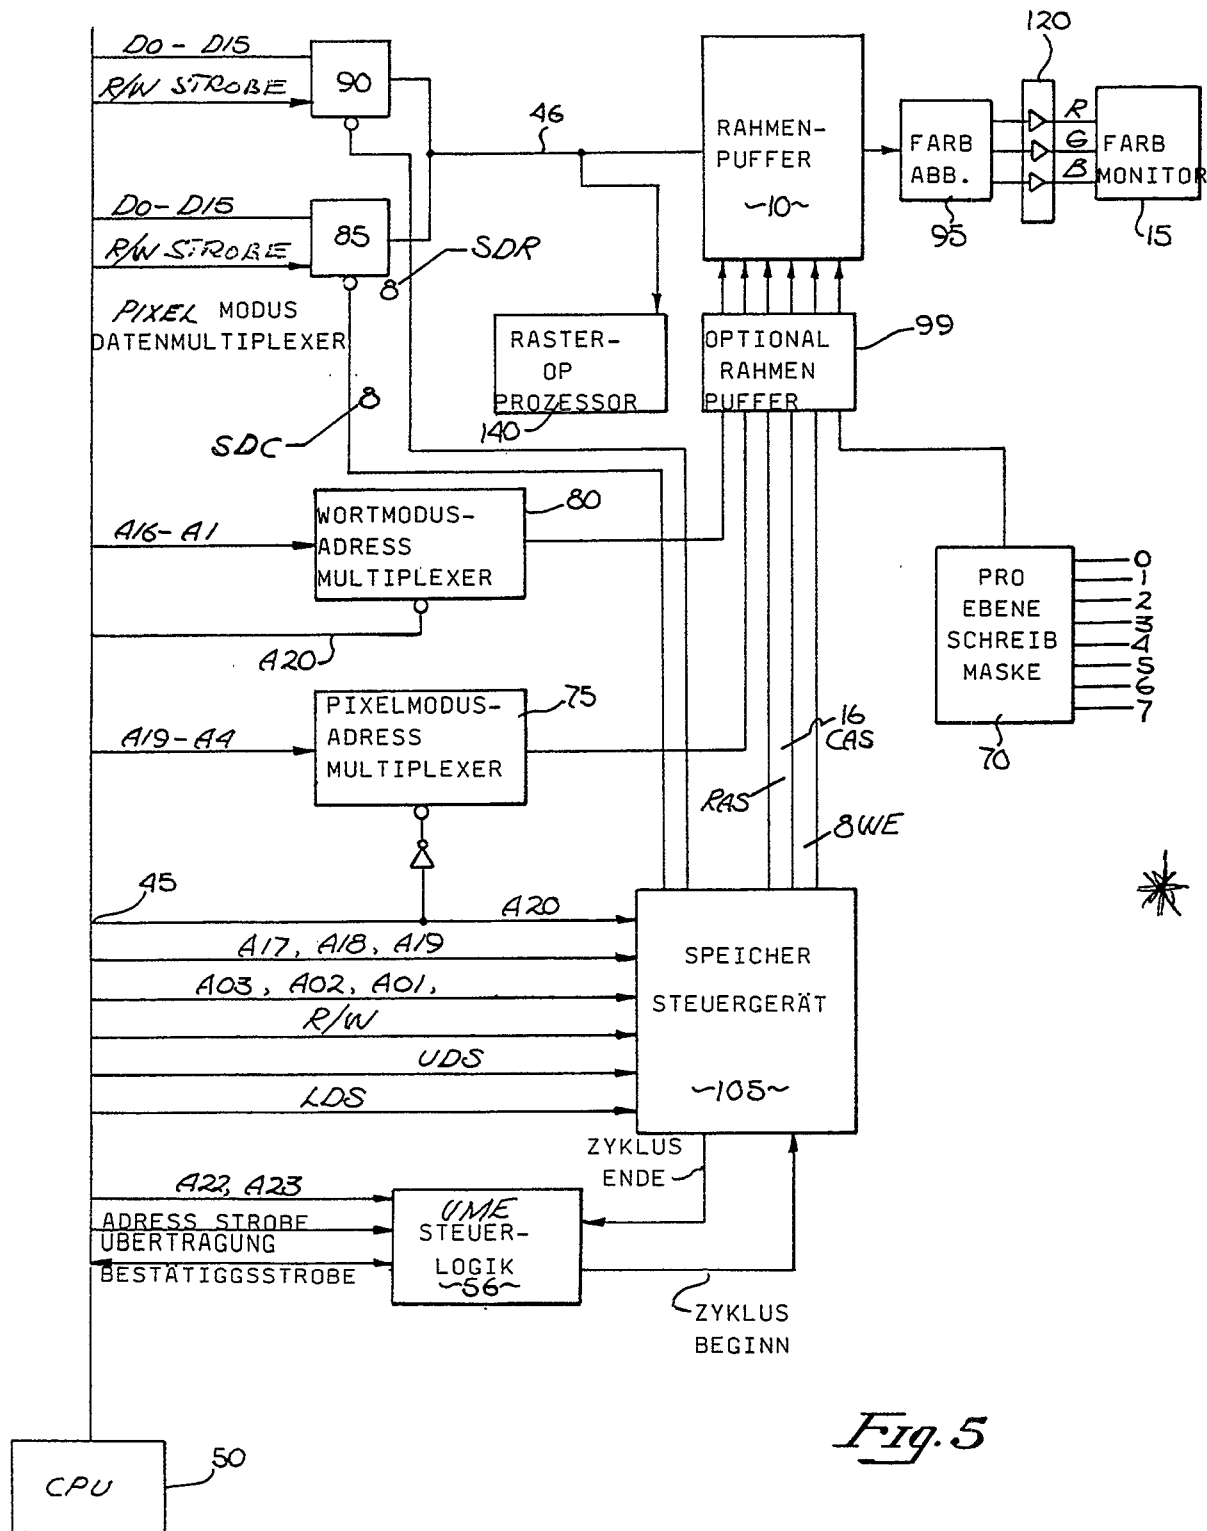 120
D0 - D15
R/W STROBE
90
46
RAHMEN-
PUFFER
~10~
FARB
ABB.
95
R
G
B
FARB
MONITOR
15
D0 - D15
R/W STROBE
85
8
SDR
PIXEL MODUS
DATENMULTIPLEXER
RASTER-
OP
PROZESSOR
140
OPTIONAL
RAHMEN
PUFFER
99
8
SDC
A16 - A1
WORTMODUS-
ADRESS
MULTIPLEXER
80
A20
PRO
EBENE
SCHREIB
MASKE
70
0
1
2
3
4
5
6
7
A19 - A4
PIXELMODUS-
ADRESS
MULTIPLEXER
75
16
CAS
RAS
8WE
45
A20
A17, A18, A19
A03, A02, A01,
R/W
UDS
LDS
SPEICHER
STEUERGERÄT
~105~
ZYKLUS
ENDE
A22, A23
ADRESS STROBE
ÜBERTRAGUNG
BESTÄTIGGSSTROBE
VME
STEUER-
LOGIK
~56~
ZYKLUS
BEGINN
CPU
50
Fig. 5